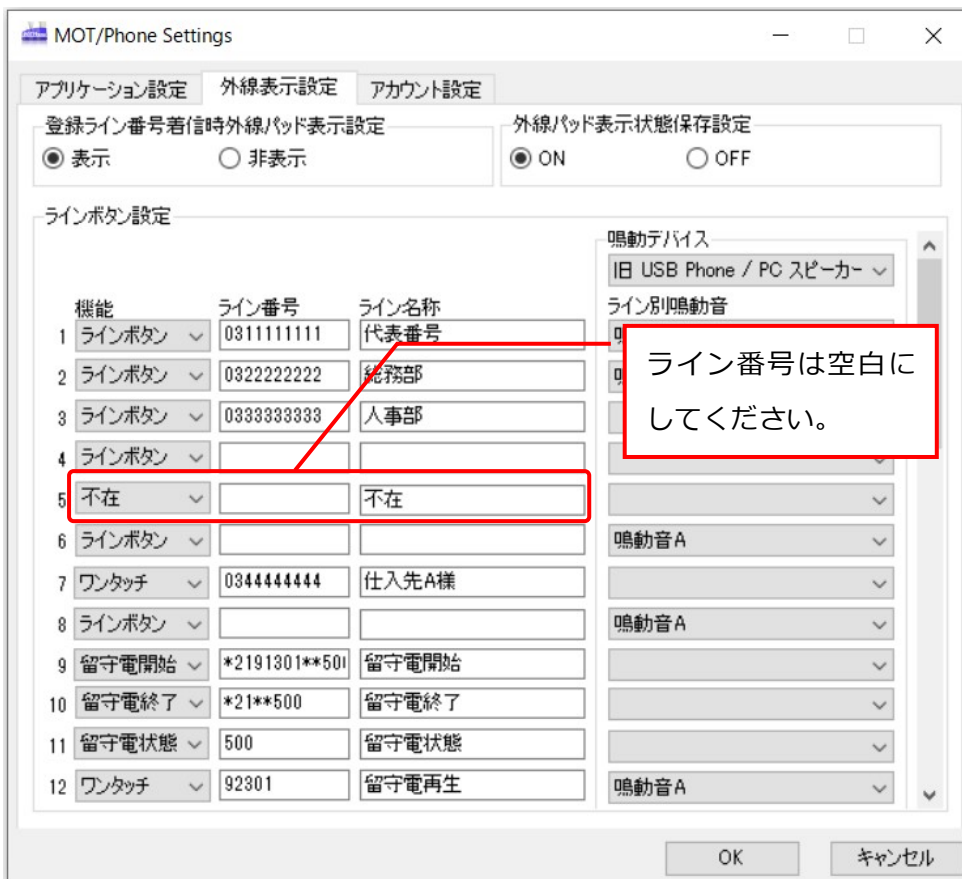 MOT/Phone Settings
アプリケーション設定 外線表示設定 アカウント設定
登録ライン番号着信時外線パッド表示設定 外線パッド表示状態保存設定
表示 非表示 ON OFF
ラインボタン設定
鳴動デバイス
旧 USB Phone / PC スピーカー
機能 ライン番号 ライン名称 ライン別鳴動音
1 ラインボタン 0311111111 代表番号
2 ラインボタン 0322222222 総務部
3 ラインボタン 0333333333 人事部
ライン番号は空白に
してください。
4 ラインボタン
5 不在 不在
6 ラインボタン 鳴動音A
7 ワンタッチ 0344444444 仕入先A様
8 ラインボタン 鳴動音A
9 留守電開始 *2191301**50 留守電開始
10 留守電終了 *21**500 留守電終了
11 留守電状態 500 留守電状態
12 ワンタッチ 92301 留守電再生 鳴動音A
OK キャンセル